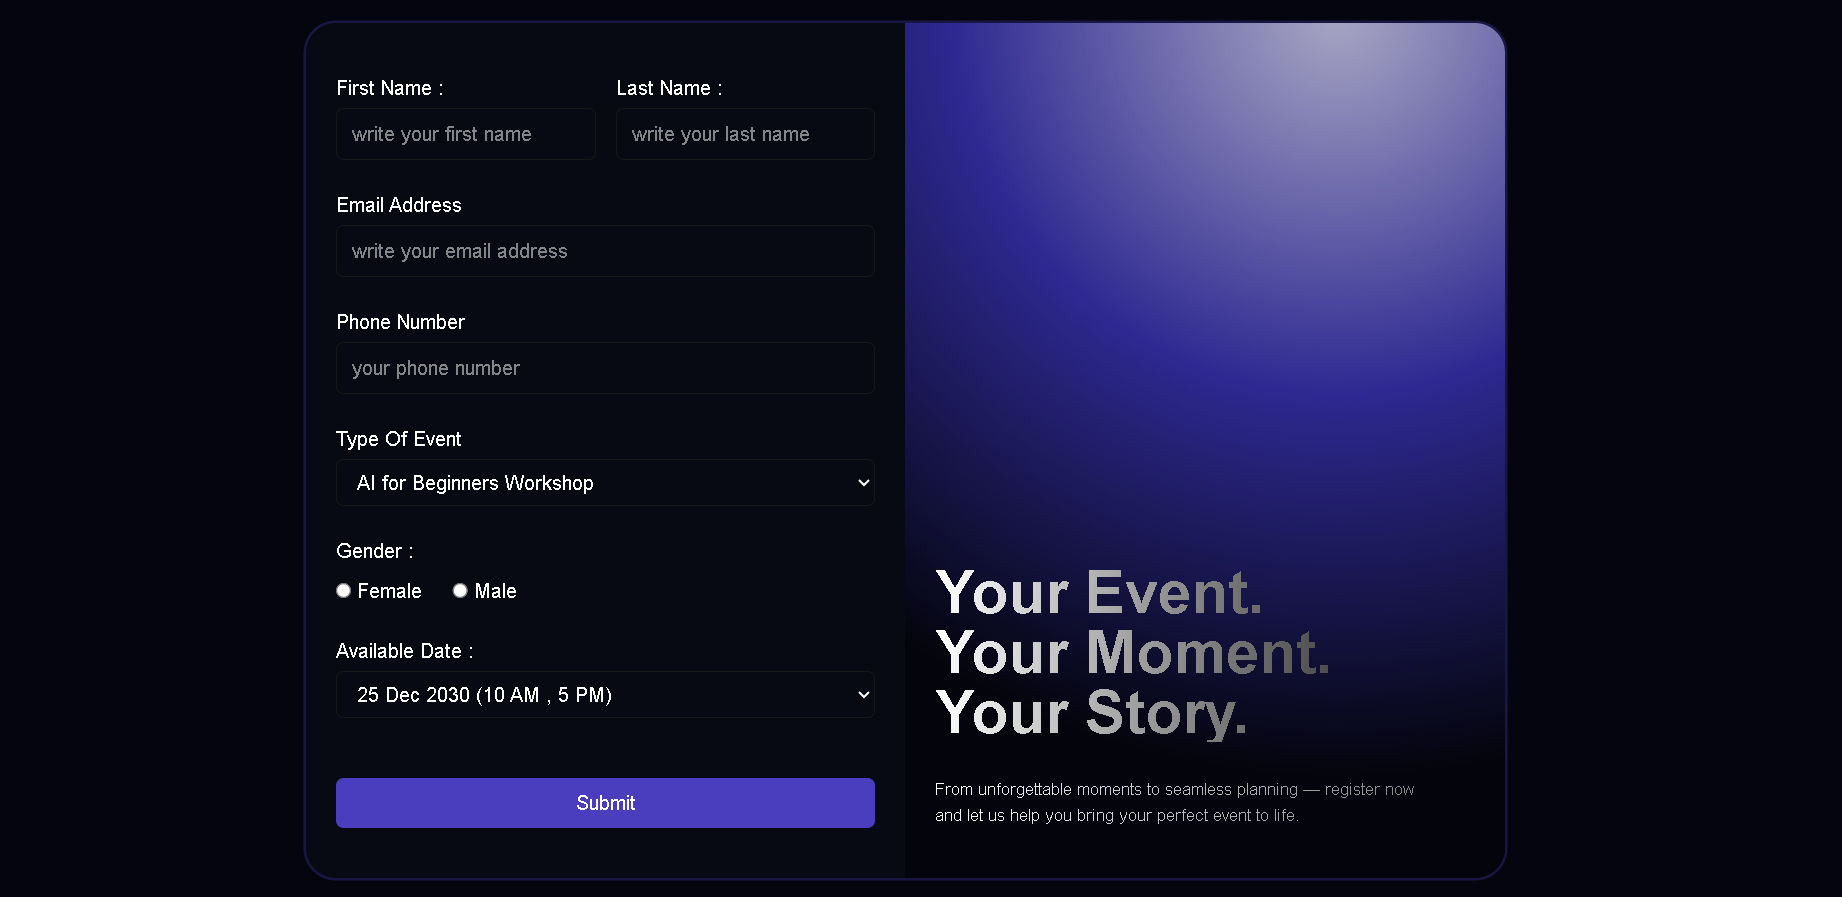 First Name :
Last Name :
write your first name
write your last name
Email Address
write your email address
Phone Number
your phone number
Type Of Event
AI for Beginners Workshop
Gender :
Female
Male
Available Date :
25 Dec 2030 (10 AM , 5 PM)
Submit
Your Event.
Your Moment.
Your Story.
From unforgettable moments to seamless planning — register now
and let us help you bring your perfect event to life.